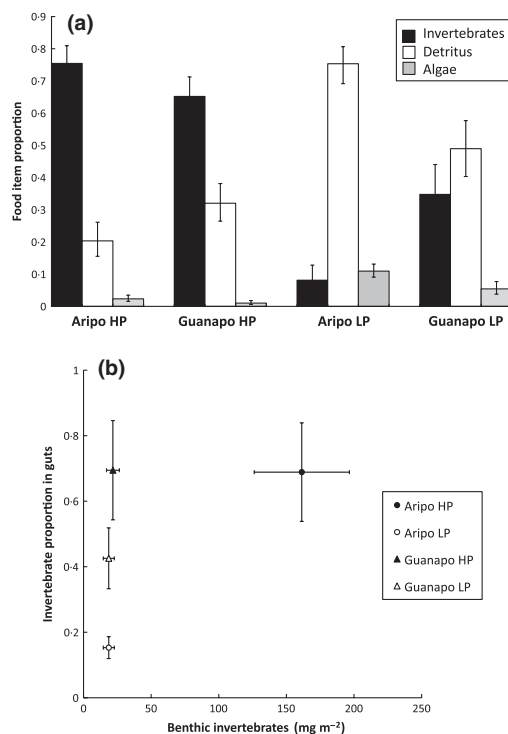 (a)
Invertebrates
Detritus
Algae
Food item proportion
0·9
0·8
0·7
0·6
0·5
0·4
0·3
0·2
0·1
0
Aripo HP
Guanapo HP
Aripo LP
Guanapo LP
(b)
Invertebrate proportion in guts
1
0·8
0·6
0·4
0·2
0
0
50
100
150
200
250
Benthic invertebrates (mg m⁻²)
Aripo HP
Aripo LP
Guanapo HP
Guanapo LP